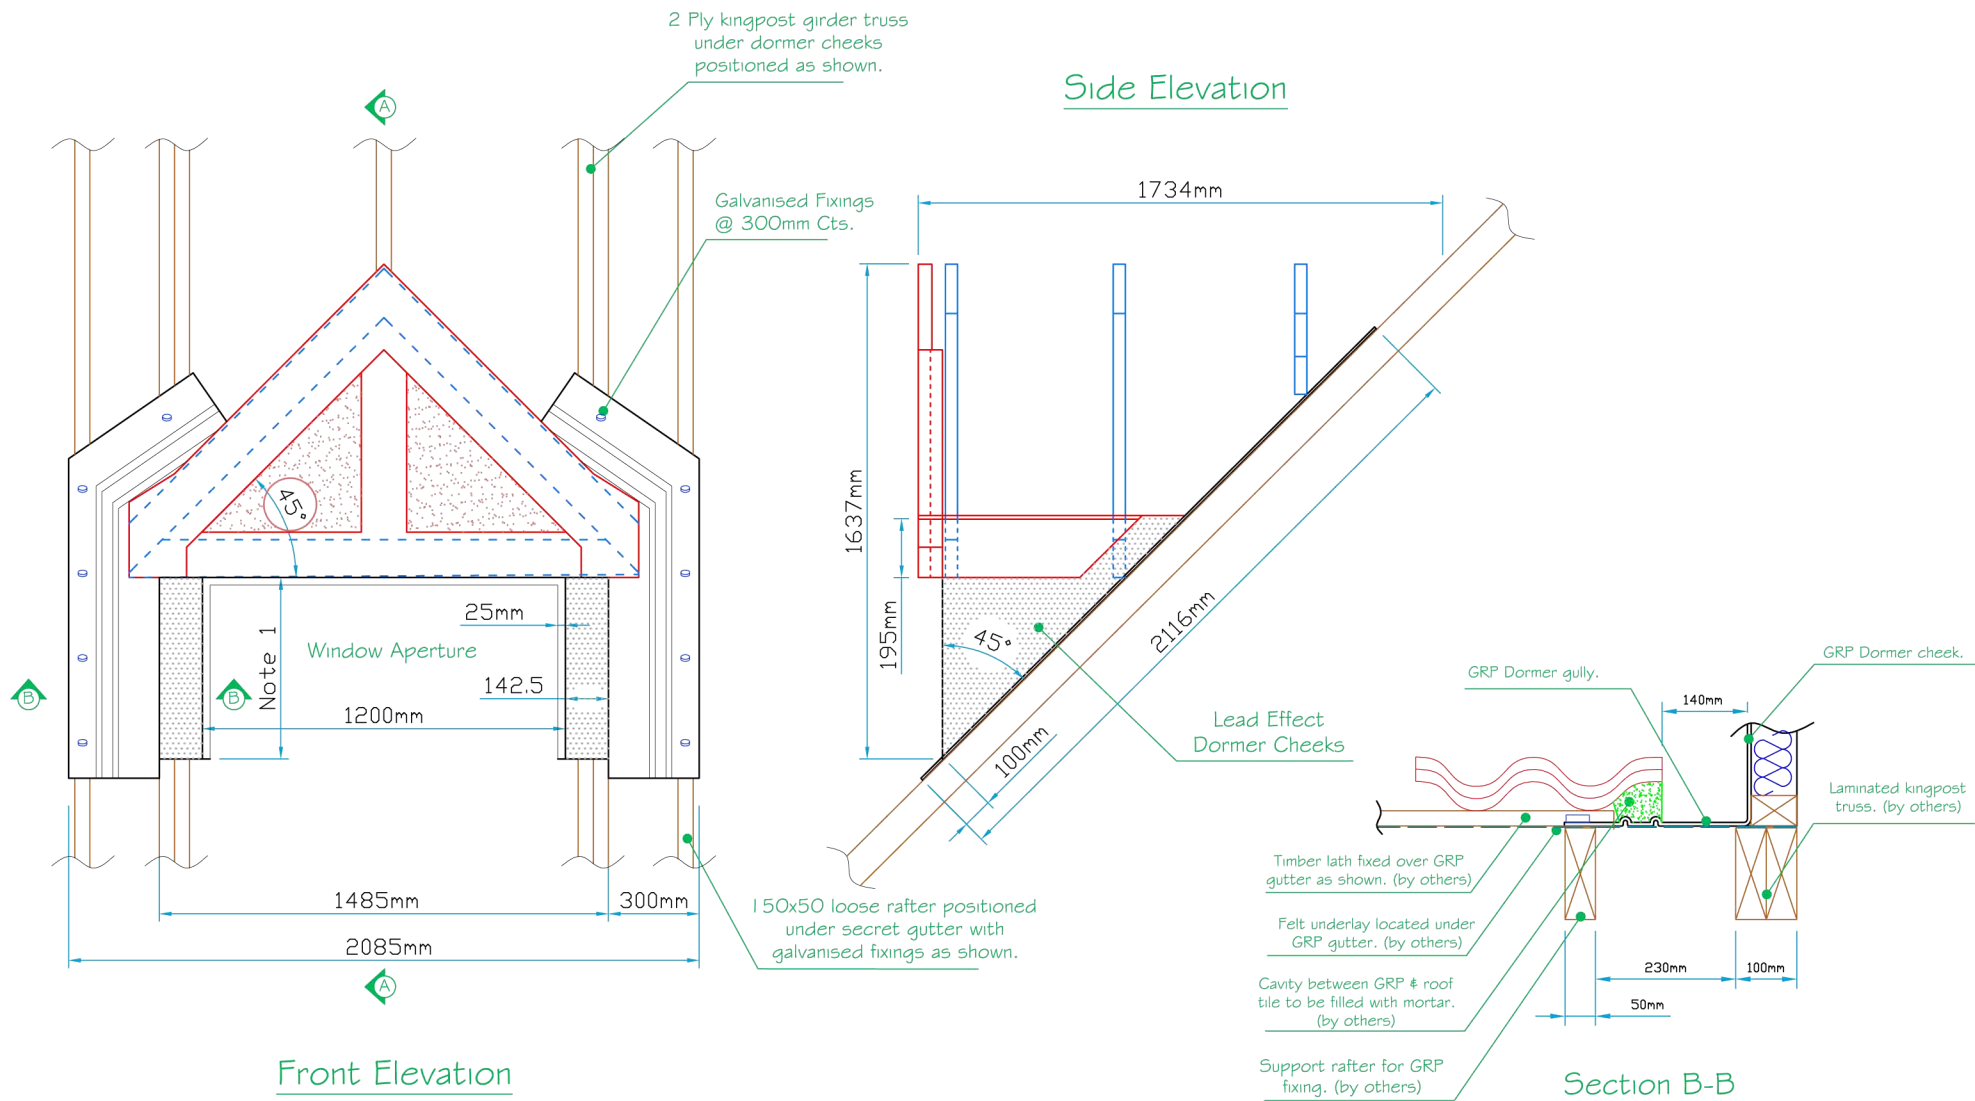 2 Ply kingpost girder truss
under dormer cheeks
positioned as shown.
Side Elevation
A
Galvanised Fixings
@ 300mm Cts.
1734mm
45°
1637mm
195mm
45°
2116mm
100mm
Lead Effect
Dormer Cheeks
25mm
Window Aperture
Note 1
142.5
1200mm
B
B
1485mm
300mm
2085mm
A
150x50 loose rafter positioned
under secret gutter with
galvanised fixings as shown.
Front Elevation
GRP Dormer cheek.
GRP Dormer gully.
140mm
Laminated kingpost
truss. (by others)
Timber lath fixed over GRP
gutter as shown. (by others)
Felt underlay located under
GRP gutter. (by others)
Cavity between GRP & roof
tile to be filled with mortar.
(by others)
Support rafter for GRP
fixing. (by others)
230mm
100mm
50mm
Section B-B